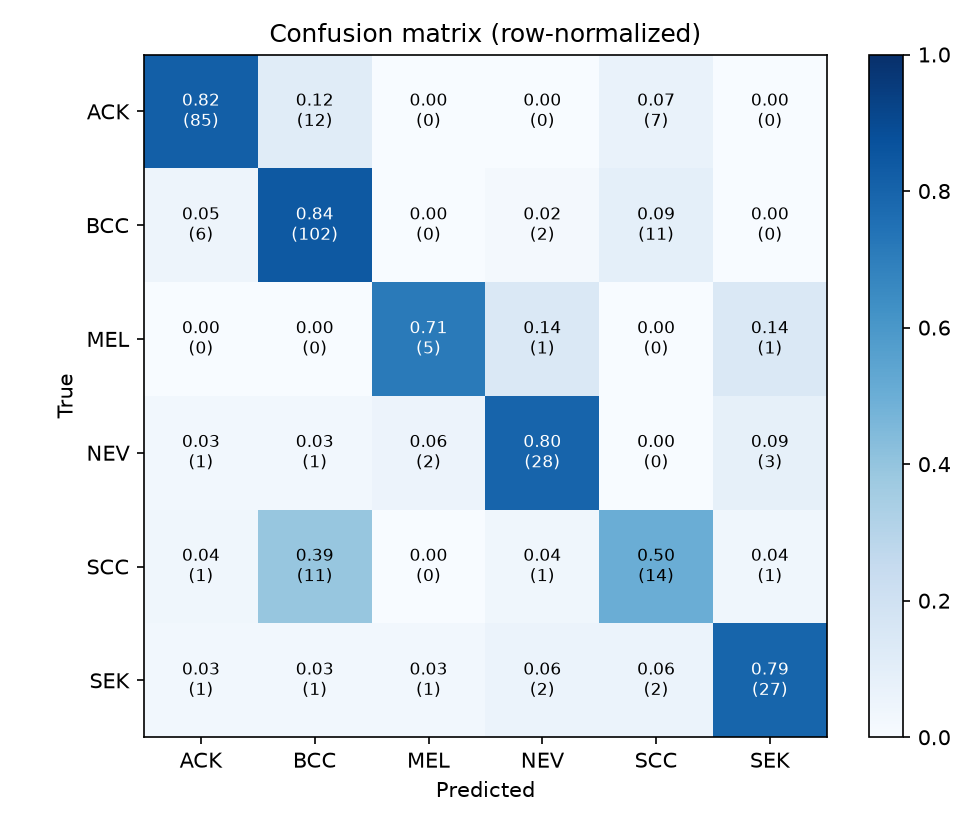 Confusion matrix (row-normalized)
1.0
ACK 0.82 0.12 0.00 0.00 0.07 0.00
(85) (12) (0) (0) (7) (0)
0.8
BCC 0.05 0.84 0.00 0.02 0.09 0.00
(6) (102) (0) (2) (11) (0)
MEL 0.00 0.00 0.71 0.14 0.00 0.14
(0) (0) (5) (1) (0) (1)
0.6
True
NEV 0.03 0.03 0.06 0.80 0.00 0.09
(1) (1) (2) (28) (0) (3)
0.4
SCC 0.04 0.39 0.00 0.04 0.50 0.04
(1) (11) (0) (1) (14) (1)
0.2
SEK 0.03 0.03 0.03 0.06 0.06 0.79
(1) (1) (1) (2) (2) (27)
0.0
ACK BCC MEL NEV SCC SEK
Predicted